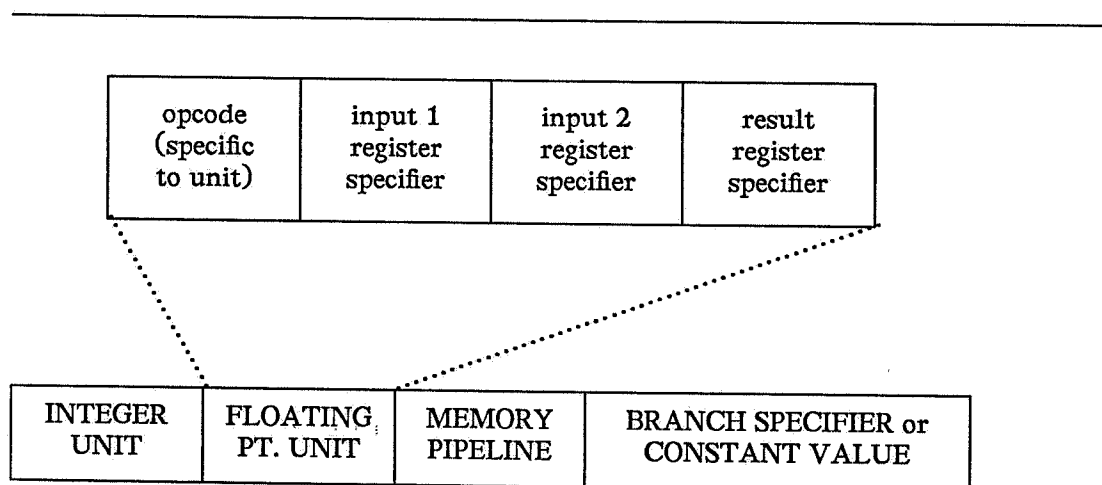 opcode
(specific
to unit)
input 1
register
specifier
input 2
register
specifier
result
register
specifier
INTEGER
UNIT
FLOATING
PT. UNIT
MEMORY
PIPELINE
BRANCH SPECIFIER or
CONSTANT VALUE